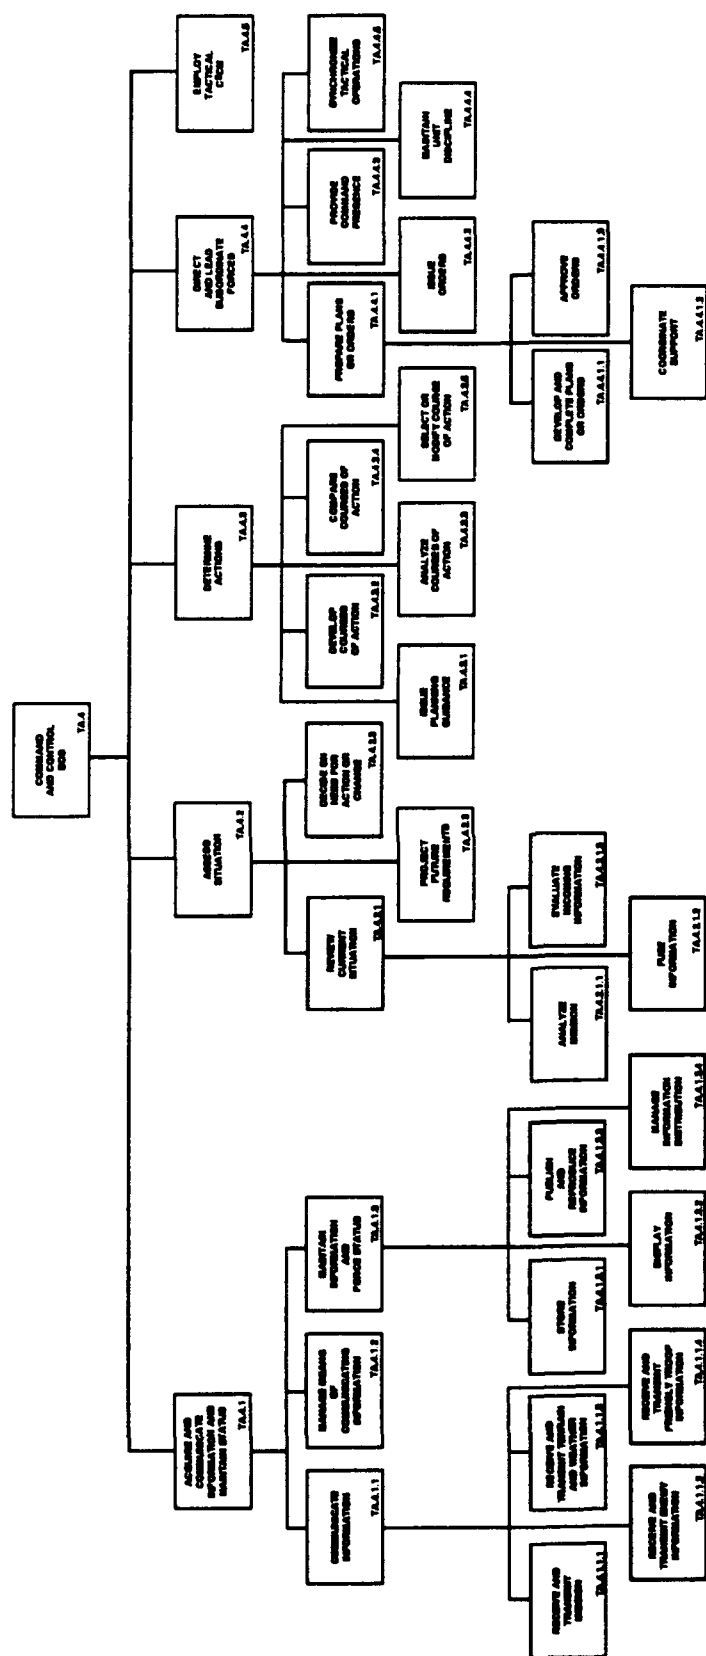 COMMAND
AND CONTROL
BOS
TA.4
ACQUIRE AND
COMMUNICATE
INFORMATION AND
MAINTAIN STATUS
TA.4.1
ASSESS
SITUATION
TA.4.2
DETERMINE
ACTIONS
TA.4.3
DIRECT
AND LEAD
SUBORDINATE
FORCES
TA.4.4
EMPLOY
TACTICAL
TA.4.5
COMMUNICATE
INFORMATION
TA.4.1.1
MANAGE MEANS
OF
COMMUNICATING
INFORMATION
TA.4.1.2
MAINTAIN
INFORMATION
AND
FORCE STATUS
TA.4.1.3
REVIEW
CURRENT
SITUATION
TA.4.2.1
DECIDE ON
NEED FOR
ACTION OR
CHANGE
TA.4.2.3
PROJECT
FUTURE
REQUIREMENTS
DEVELOP
COURSES
OF ACTION
TA.4.3.2
COMPARE
COURSES OF
ACTION
TA.4.3.4
ISSUE
PLANNING
GUIDANCE
ANALYZE
COURSES OF
ACTION
TA.4.3.3
SELECT OR
MODIFY COURSE
OF ACTION
TA.4.3.5
PREPARE PLANS
OR ORDERS
TA.4.4.1
PROVIDE
COMMAND
PRESENCE
TA.4.4.3
SYNCHRONIZE
TACTICAL
OPERATIONS
TA.4.4.5
ISSUE
ORDERS
TA.4.4.2
MAINTAIN
UNIT
DISCIPLINE
TA.4.4.4
RECEIVE AND
TRANSMIT
MISSION
TA.4.1.1.1
RECEIVE AND
TRANSMIT TERRAIN
AND WEATHER
INFORMATION
TA.4.1.1.3
RECEIVE AND
TRANSMIT ENEMY
INFORMATION
TA.4.1.1.2
RECEIVE AND
TRANSMIT
FRIENDLY TROOP
INFORMATION
TA.4.1.1.4
STORE
INFORMATION
TA.4.1.3.1
PUBLISH
AND
REPRODUCE
INFORMATION
TA.4.1.3.3
DISPLAY
INFORMATION
TA.4.1.3.2
MANAGE
INFORMATION
DISTRIBUTION
TA.4.1.3.4
ANALYZE
MISSION
TA.4.2.1.1
EVALUATE
INCOMING
INFORMATION
TA.4.2.1.3
FUSE
INFORMATION
TA.4.2.1.2
DEVELOP AND
COMPLETE PLANS
OR ORDERS
TA.4.4.1.1
APPROVE
ORDERS
TA.4.4.1.3
COORDINATE
SUPPORT
TA.4.4.1.2